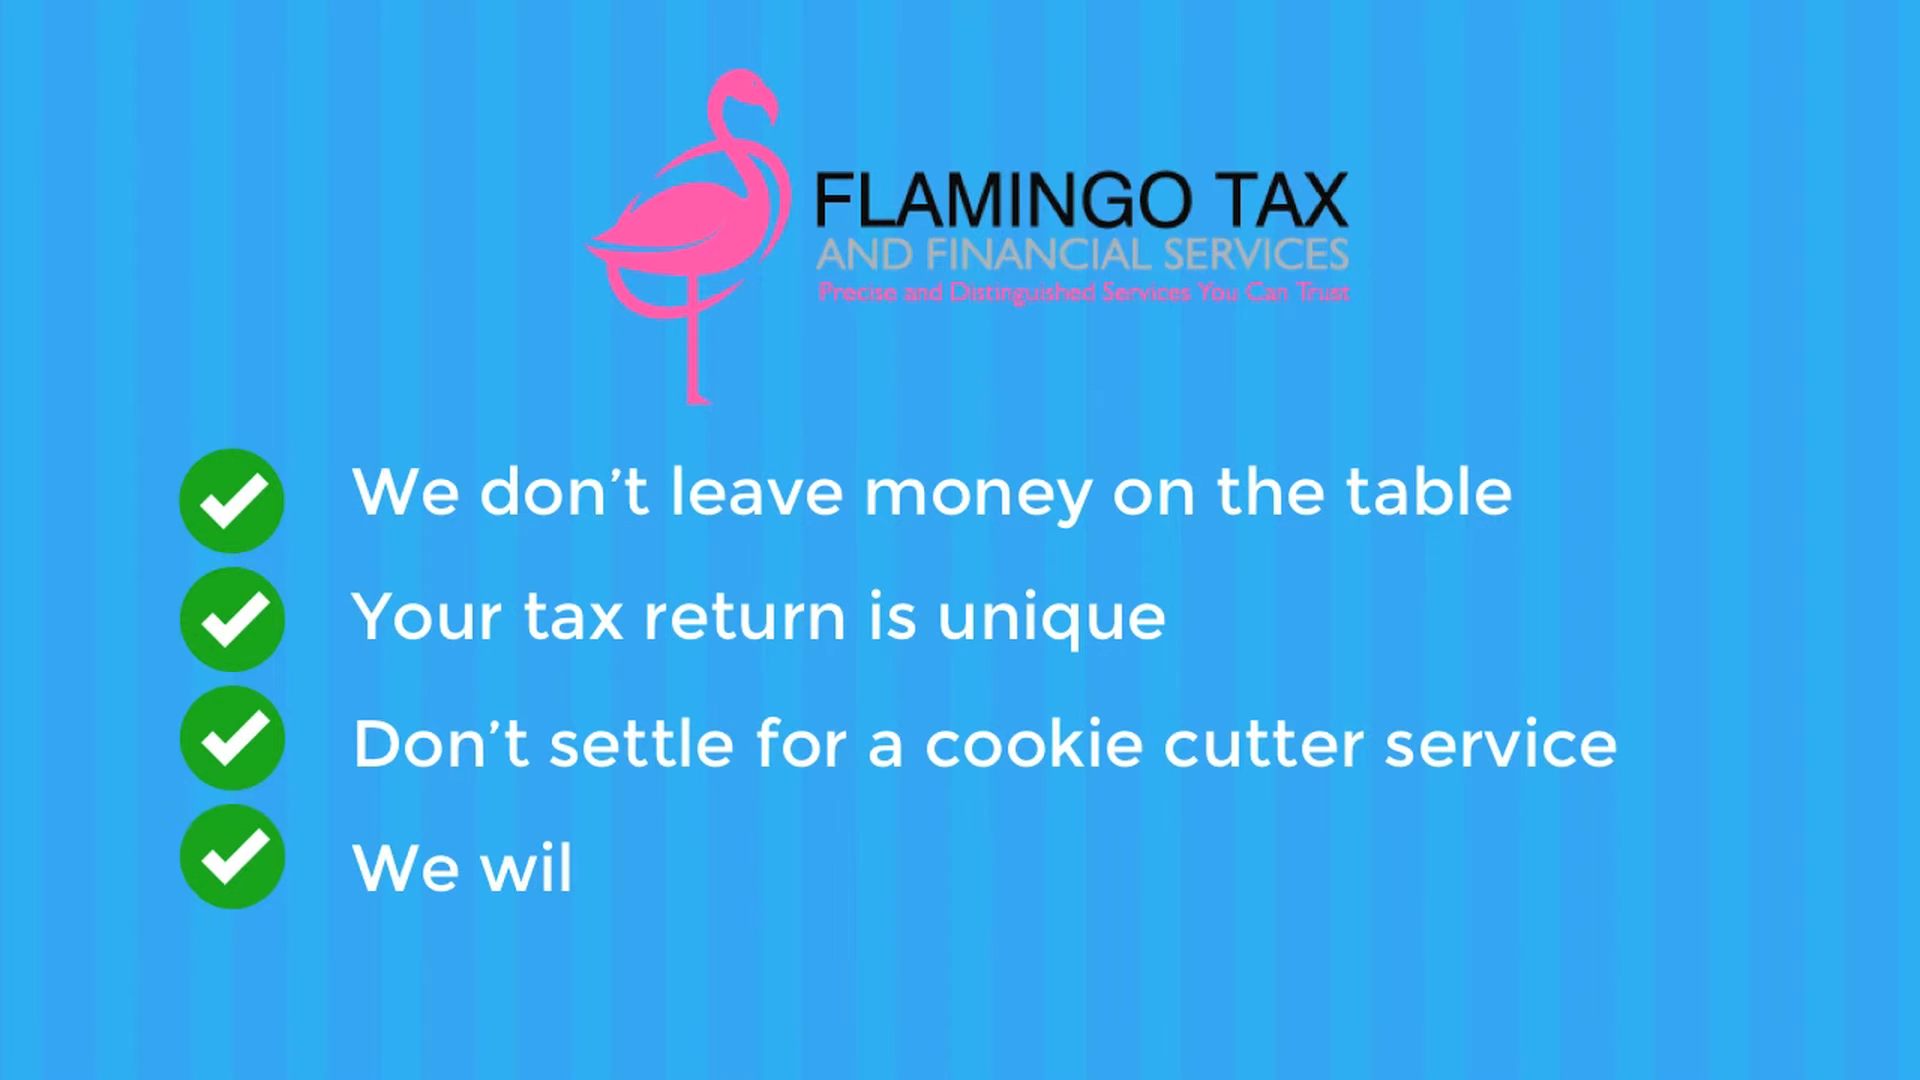 FLAMINGO TAX
AND FINANCIAL SERVICES
Precise and Distinguished Services You Can Trust
We don’t leave money on the table
Your tax return is unique
Don’t settle for a cookie cutter service
We wil